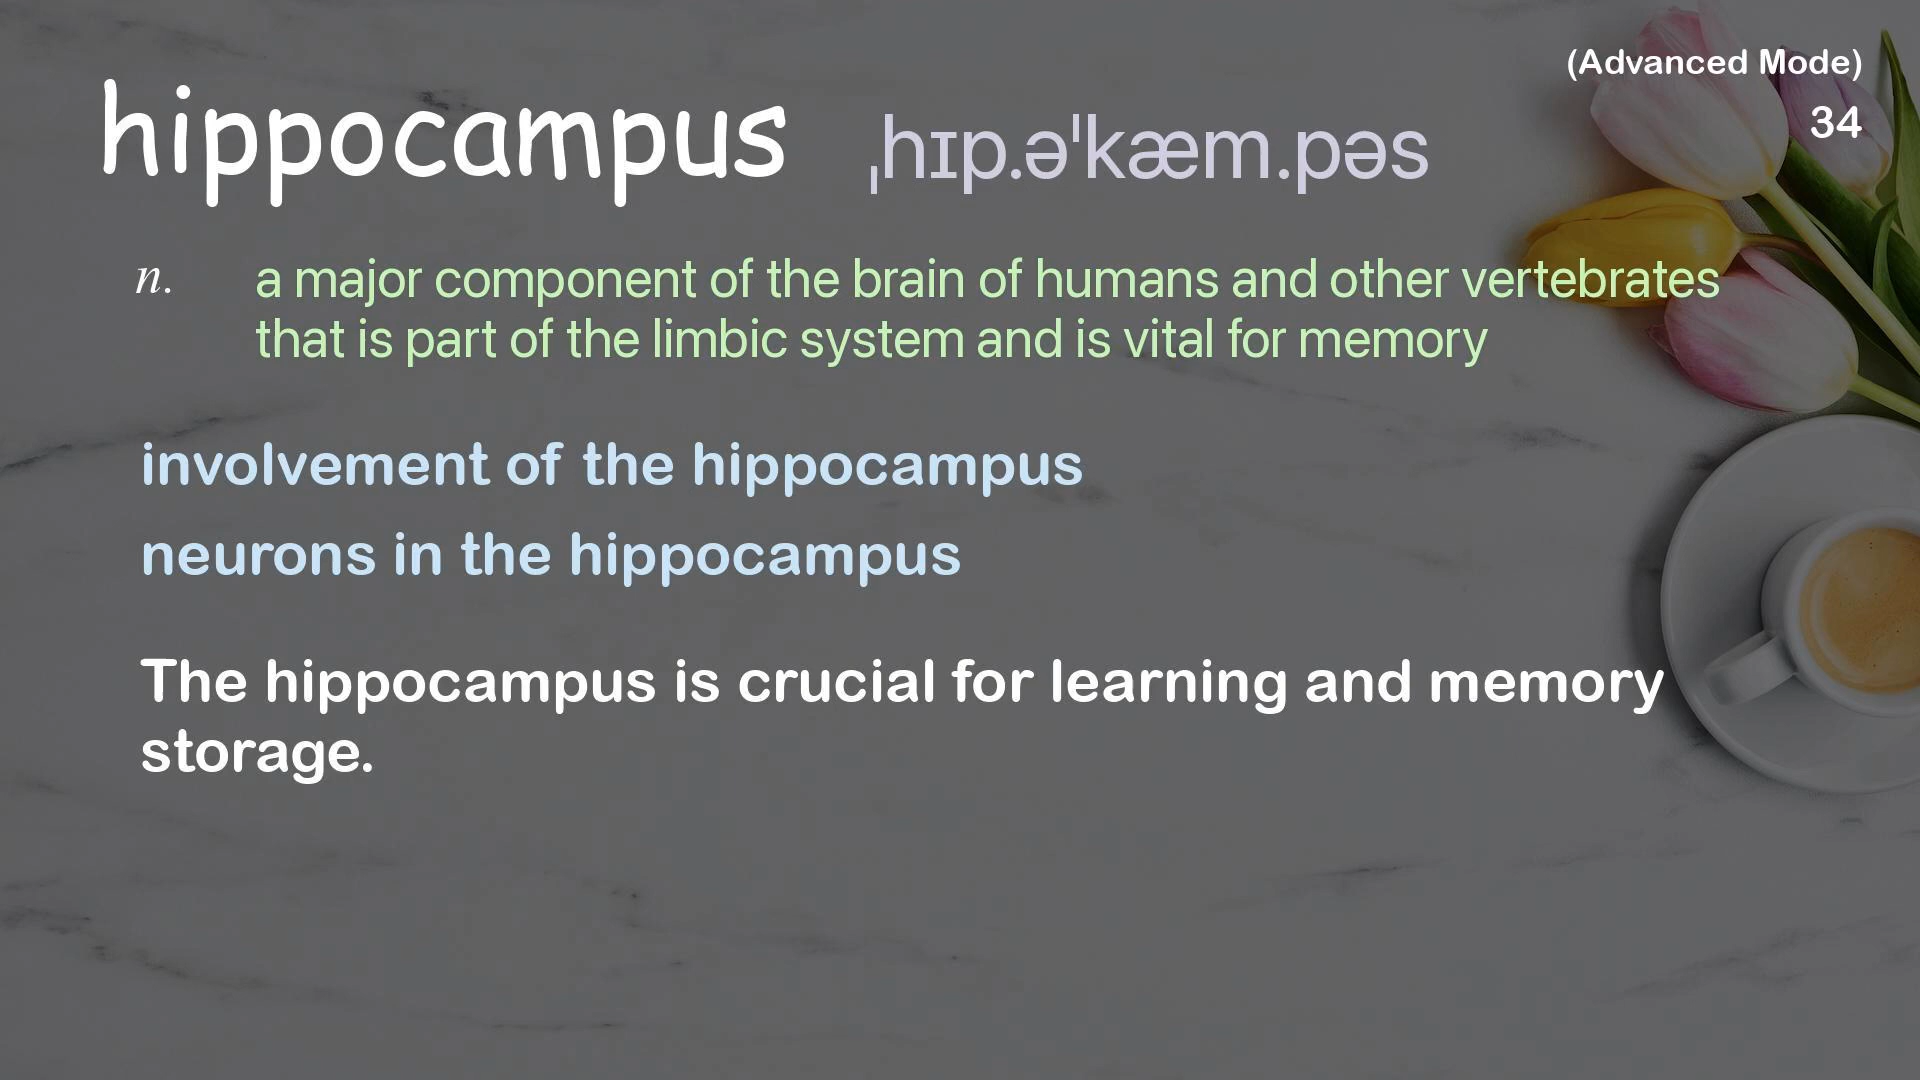 (Advanced Mode)
34
hippocampus ˌhɪp.əˈkæm.pəs
n. a major component of the brain of humans and other vertebrates
that is part of the limbic system and is vital for memory
involvement of the hippocampus
neurons in the hippocampus
The hippocampus is crucial for learning and memory
storage.